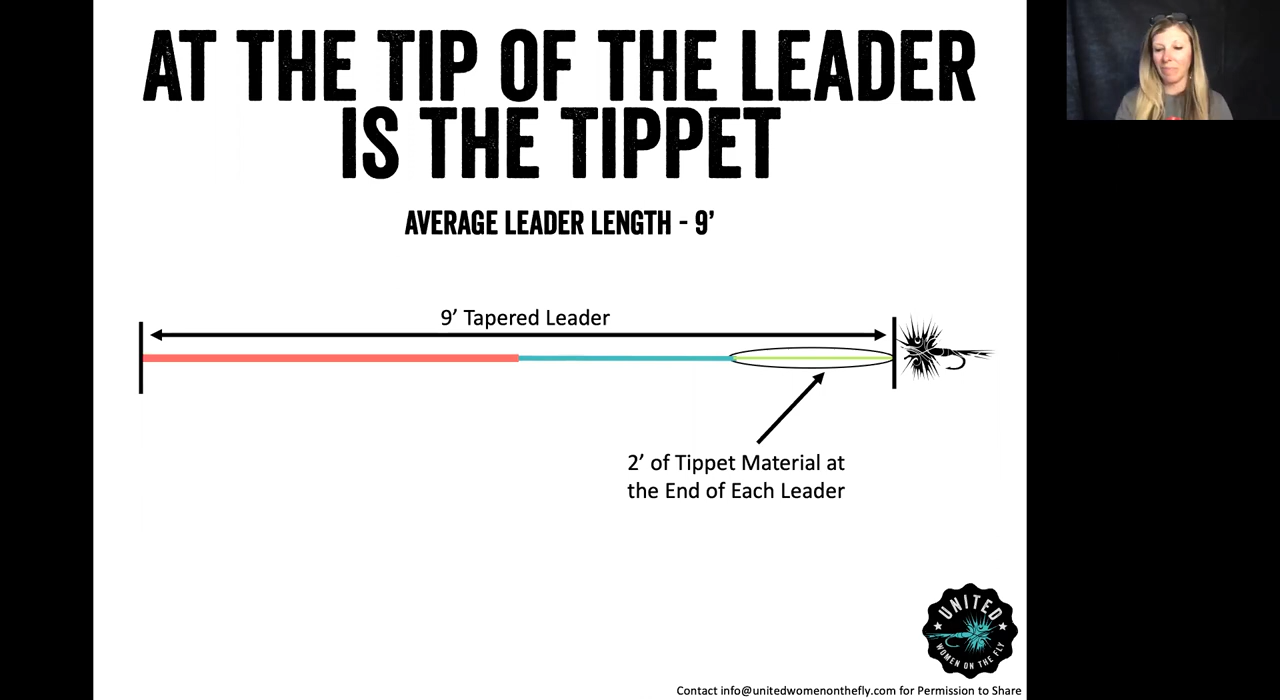 AT THE TIP OF THE LEADER
IS THE TIPPET
AVERAGE LEADER LENGTH - 9’
9’ Tapered Leader
2’ of Tippet Material at
the End of Each Leader
UNITED
WOMEN ON THE FLY
Contact info@unitedwomenonthefly.com for Permission to Share